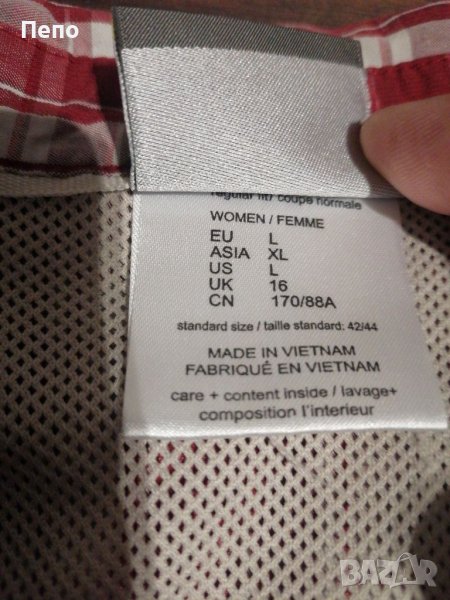 Пепо
regular fit/ coupe normale
WOMEN / FEMME
EU L
ASIA XL
US L
UK 16
CN 170/88A
standard size / taille standard: 42/44
MADE IN VIETNAM
FABRIQUÉ EN VIETNAM
care + content inside / lavage+
composition l'interieur
BAZAR